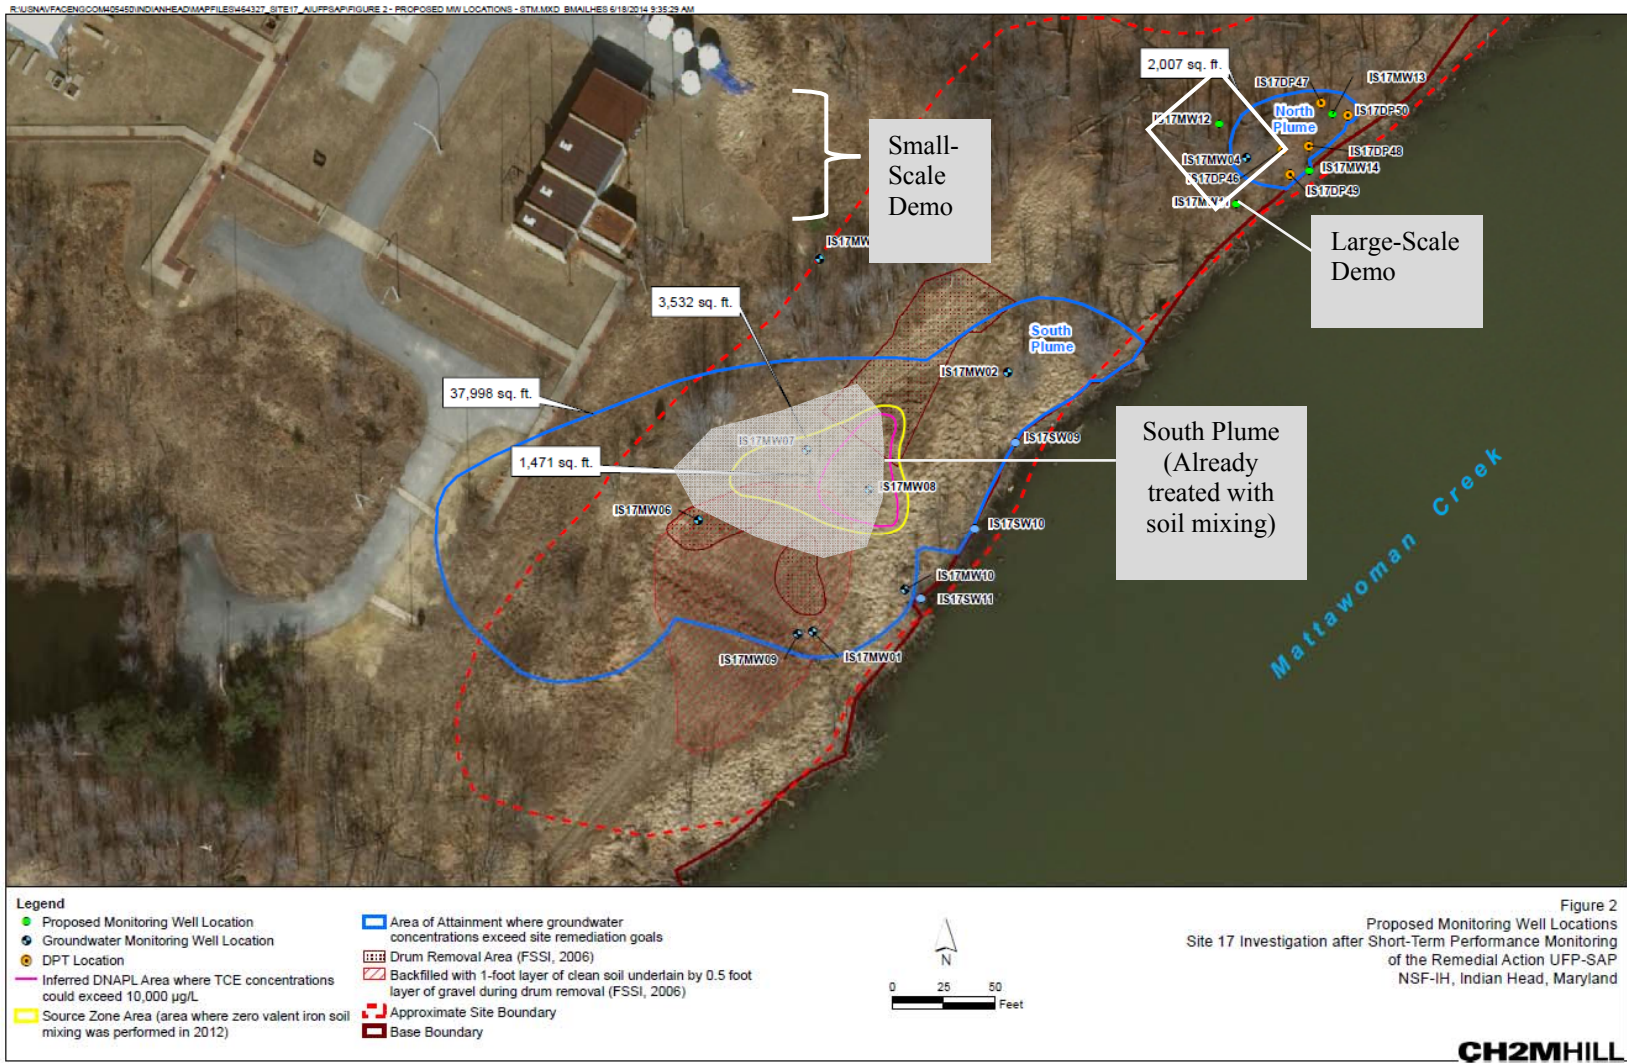 R:\USNAVFACENGCOM405450\INDIANHEAD\MAPFILES\464327_SITE17_AI\UFPSAP\FIGURE 2 - PROPOSED MW LOCATIONS - STM.MXD BMAILHES 6/18/2014 9:35:29 AM
2,007 sq. ft.
IS17DP47
IS17MW13
IS17MW12
North
Plume
IS17DP50
Small-
Scale
Demo
IS17MW04
IS17DP48
IS17DP46
IS17MW14
IS17DP49
Large-Scale
Demo
3,532 sq. ft.
South
Plume
IS17MW02
37,998 sq. ft.
IS17MW07
IS17SW09
1,471 sq. ft.
South Plume
(Already
treated with
soil mixing)
IS17MW08
IS17MW06
IS17SW10
IS17MW10
IS17SW11
IS17MW09
IS17MW01
Mattawoman Creek
Legend
Proposed Monitoring Well Location
Groundwater Monitoring Well Location
DPT Location
Inferred DNAPL Area where TCE concentrations
could exceed 10,000 µg/L
Source Zone Area (area where zero valent iron soil
mixing was performed in 2012)
Area of Attainment where groundwater
concentrations exceed site remediation goals
Drum Removal Area (FSSI, 2006)
Backfilled with 1-foot layer of clean soil underlain by 0.5 foot
layer of gravel during drum removal (FSSI, 2006)
Approximate Site Boundary
Base Boundary
N
0 25 50
Feet
Figure 2
Proposed Monitoring Well Locations
Site 17 Investigation after Short-Term Performance Monitoring
of the Remedial Action UFP-SAP
NSF-IH, Indian Head, Maryland
CH2MHILL